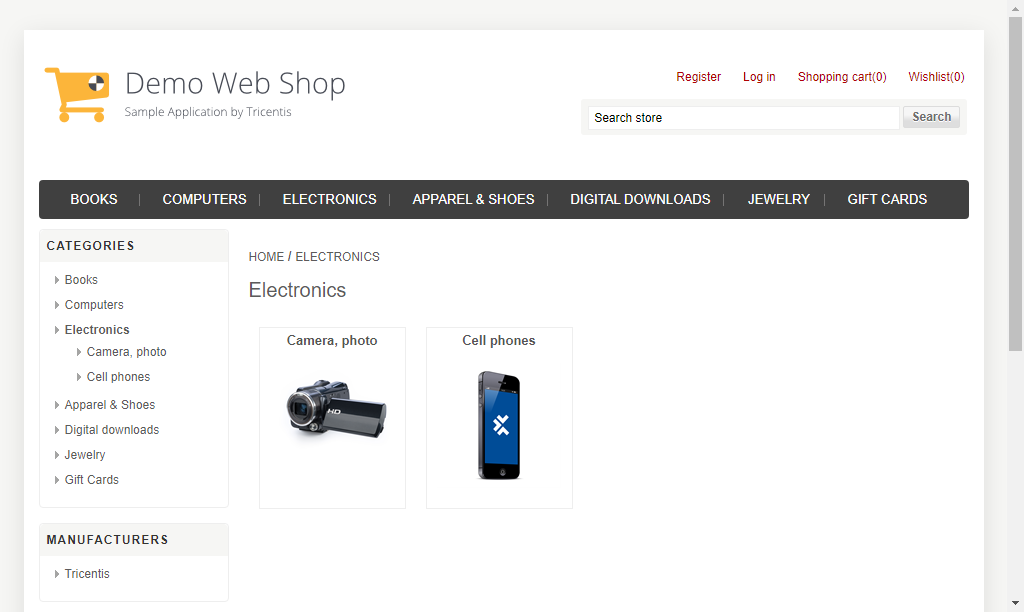 Demo Web Shop
Sample Application by Tricentis
Register Log in Shopping cart(0) Wishlist(0)
Search store Search
BOOKS COMPUTERS ELECTRONICS APPAREL & SHOES DIGITAL DOWNLOADS JEWELRY GIFT CARDS
CATEGORIES
Books
Computers
Electronics
Camera, photo
Cell phones
Apparel & Shoes
Digital downloads
Jewelry
Gift Cards
MANUFACTURERS
Tricentis
HOME / ELECTRONICS
Electronics
Camera, photo
HD
Cell phones